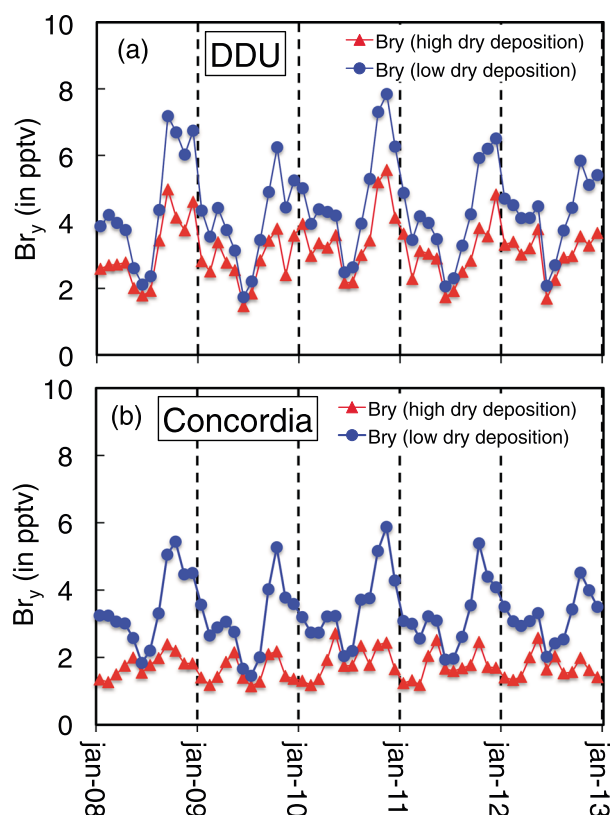 10
(a)
DDU
Bry (high dry deposition)
Bry (low dry deposition)
8
6
4
2
0
Bry (in pptv)
10
(b)
Concordia
Bry (high dry deposition)
Bry (low dry deposition)
8
6
4
2
0
Bry (in pptv)
jan-08
jan-09
jan-10
jan-11
jan-12
jan-13